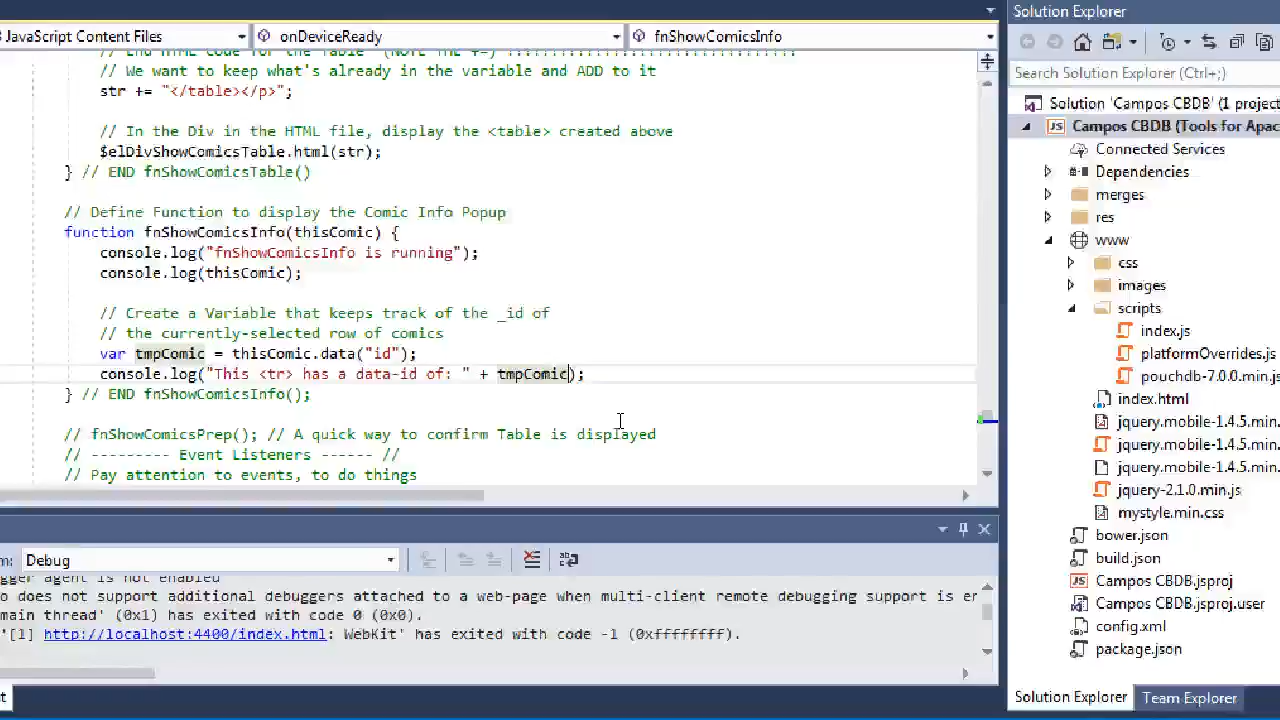 Solution Explorer
JavaScript Content Files
onDeviceReady
fnShowComicsInfo
Search Solution Explorer (Ctrl+;)
// We want to keep what's already in the variable and ADD to it
str += "</table></p>";
// In the Div in the HTML file, display the <table> created above
$elDivShowComicsTable.html(str);
} // END fnShowComicsTable()
// Define Function to display the Comic Info Popup
function fnShowComicsInfo(thisComic) {
console.log("fnShowComicsInfo is running");
console.log(thisComic);
// Create a Variable that keeps track of the _id of
// the currently-selected row of comics
var tmpComic = thisComic.data("id");
console.log("This <tr> has a data-id of: " + tmpComic);
} // END fnShowComicsInfo();
// fnShowComicsPrep(); // A quick way to confirm Table is displayed
// --------- Event Listeners ------ //
// Pay attention to events, to do things
Solution 'Campos CBDB' (1 project
Campos CBDB (Tools for Apac
Connected Services
Dependencies
merges
res
www
css
images
scripts
index.js
platformOverrides.js
pouchdb-7.0.0.min.js
index.html
jquery.mobile-1.4.5.min.
jquery.mobile-1.4.5.min.
jquery.mobile-1.4.5.min.
jquery-2.1.0.min.js
mystyle.min.css
bower.json
build.json
Campos CBDB.jsproj
Campos CBDB.jsproj.user
config.xml
package.json
Solution Explorer
Team Explorer
m:
Debug
gger agent is not enabled
o does not support additional debuggers attached to a web-page when multi-client remote debugging support is er
main thread' (0x1) has exited with code 0 (0x0).
'[1] http://localhost:4400/index.html: WebKit' has exited with code -1 (0xffffffff).
t